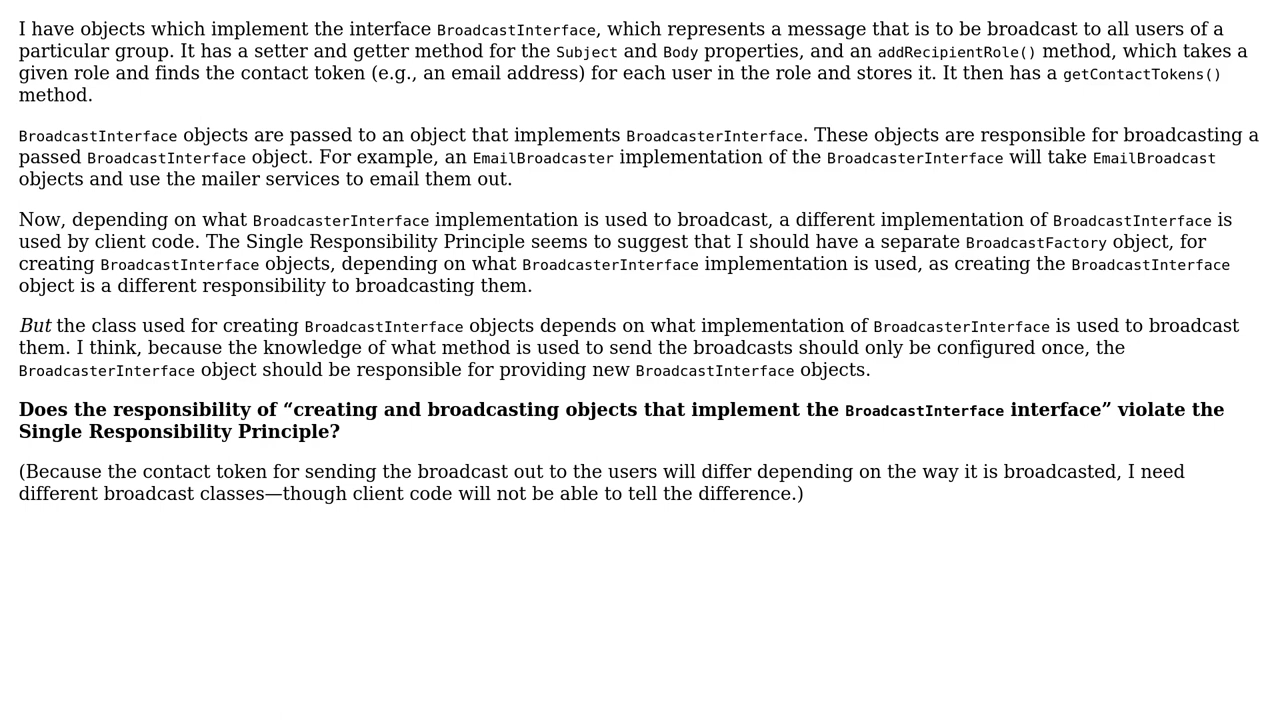 I have objects which implement the interface BroadcastInterface, which represents a message that is to be broadcast to all users of a
particular group. It has a setter and getter method for the Subject and Body properties, and an addRecipientRole() method, which takes a
given role and finds the contact token (e.g., an email address) for each user in the role and stores it. It then has a getContactTokens()
method.
BroadcastInterface objects are passed to an object that implements BroadcasterInterface. These objects are responsible for broadcasting a
passed BroadcastInterface object. For example, an EmailBroadcaster implementation of the BroadcasterInterface will take EmailBroadcast
objects and use the mailer services to email them out.
Now, depending on what BroadcasterInterface implementation is used to broadcast, a different implementation of BroadcastInterface is
used by client code. The Single Responsibility Principle seems to suggest that I should have a separate BroadcastFactory object, for
creating BroadcastInterface objects, depending on what BroadcasterInterface implementation is used, as creating the BroadcastInterface
object is a different responsibility to broadcasting them.
But the class used for creating BroadcastInterface objects depends on what implementation of BroadcasterInterface is used to broadcast
them. I think, because the knowledge of what method is used to send the broadcasts should only be configured once, the
BroadcasterInterface object should be responsible for providing new BroadcastInterface objects.
Does the responsibility of “creating and broadcasting objects that implement the BroadcastInterface interface” violate the
Single Responsibility Principle?
(Because the contact token for sending the broadcast out to the users will differ depending on the way it is broadcasted, I need
different broadcast classes—though client code will not be able to tell the difference.)